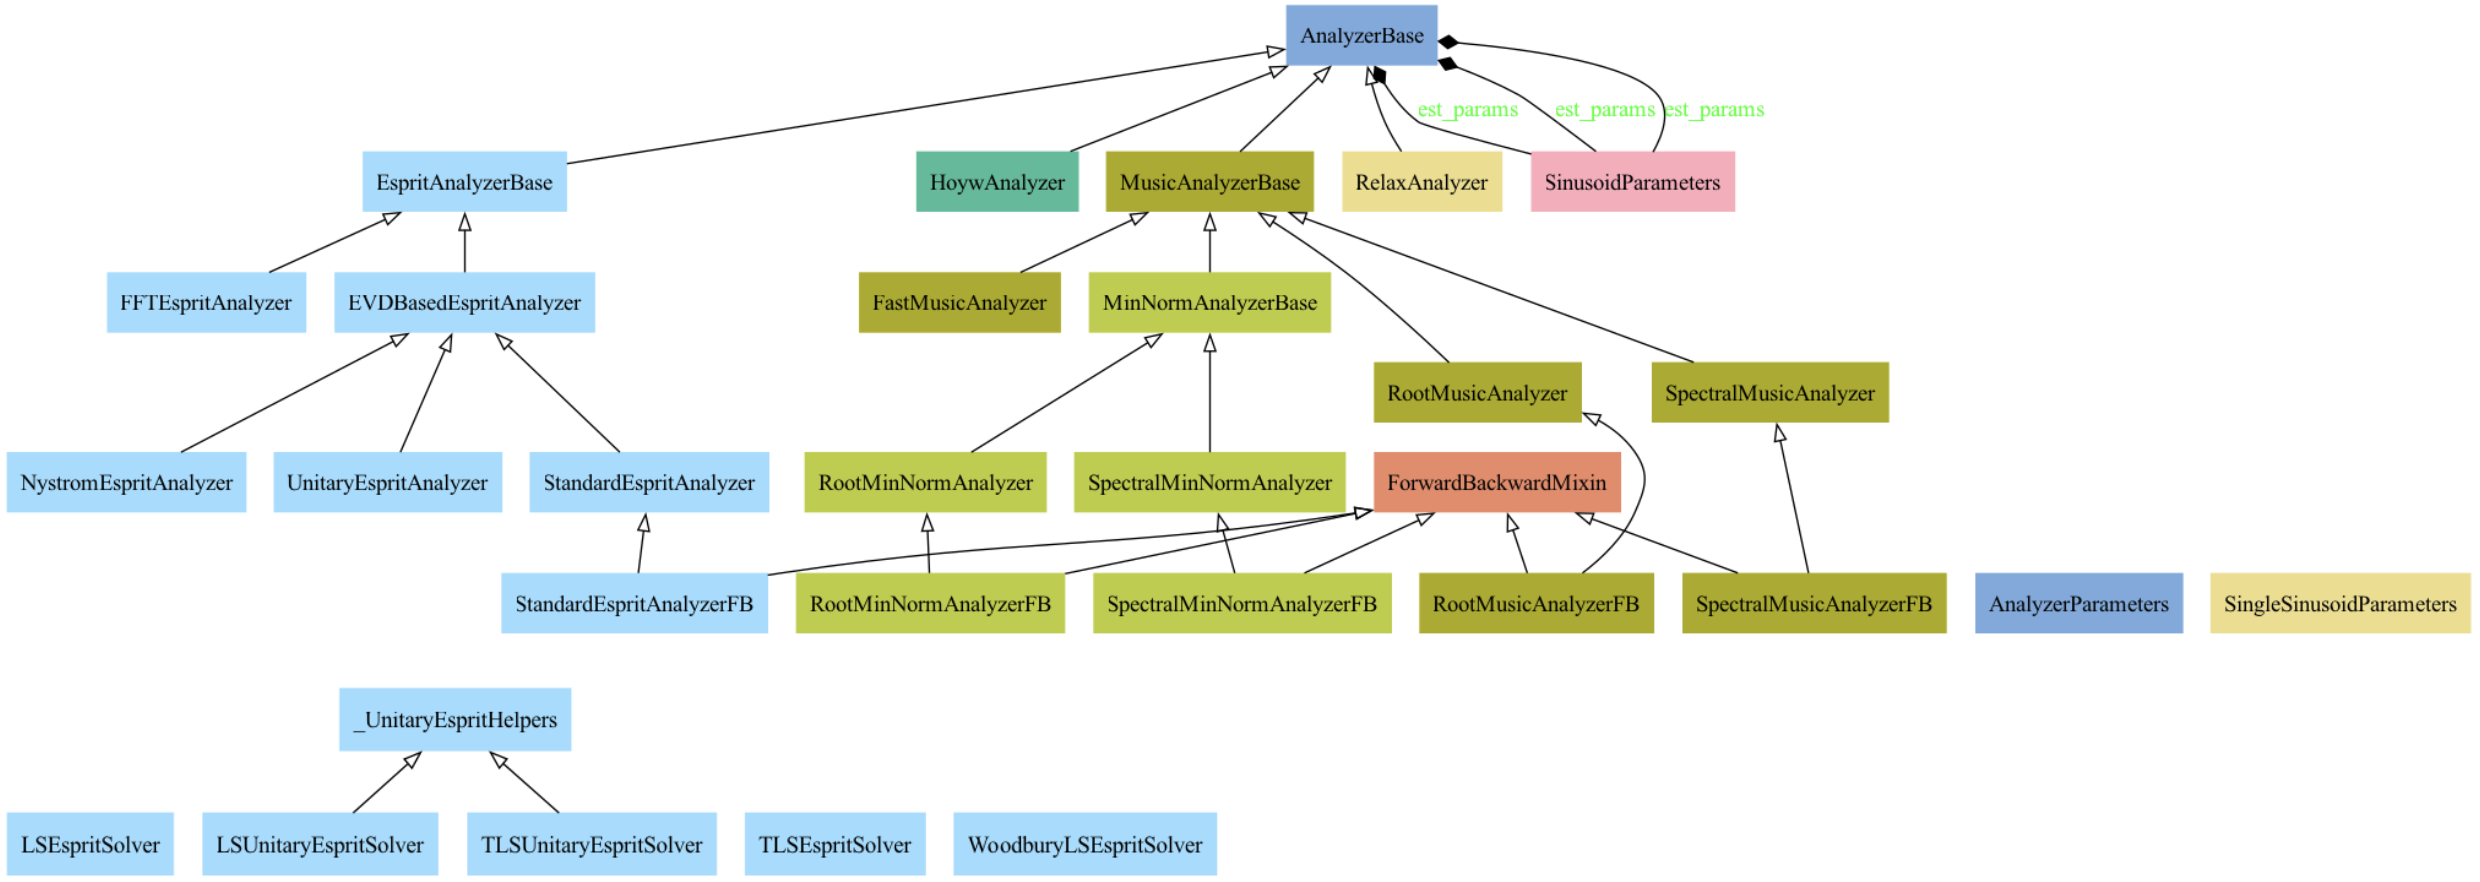 AnalyzerBase
est_params
est_params
est_params
EspritAnalyzerBase
HoywAnalyzer
MusicAnalyzerBase
RelaxAnalyzer
SinusoidParameters
FFTEspritAnalyzer
EVDBasedEspritAnalyzer
FastMusicAnalyzer
MinNormAnalyzerBase
RootMusicAnalyzer
SpectralMusicAnalyzer
NystromEspritAnalyzer
UnitaryEspritAnalyzer
StandardEspritAnalyzer
RootMinNormAnalyzer
SpectralMinNormAnalyzer
ForwardBackwardMixin
StandardEspritAnalyzerFB
RootMinNormAnalyzerFB
SpectralMinNormAnalyzerFB
RootMusicAnalyzerFB
SpectralMusicAnalyzerFB
AnalyzerParameters
SingleSinusoidParameters
_UnitaryEspritHelpers
LSEspritSolver
LSUnitaryEspritSolver
TLSUnitaryEspritSolver
TLSEspritSolver
WoodburyLSEspritSolver